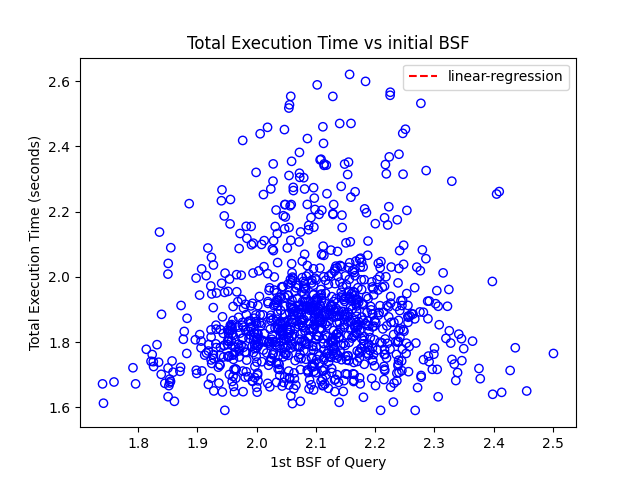 Total Execution Time vs initial BSF
linear-regression
Total Execution Time (seconds)
2.6
2.4
2.2
2.0
1.8
1.6
1.8 1.9 2.0 2.1 2.2 2.3 2.4 2.5
1st BSF of Query